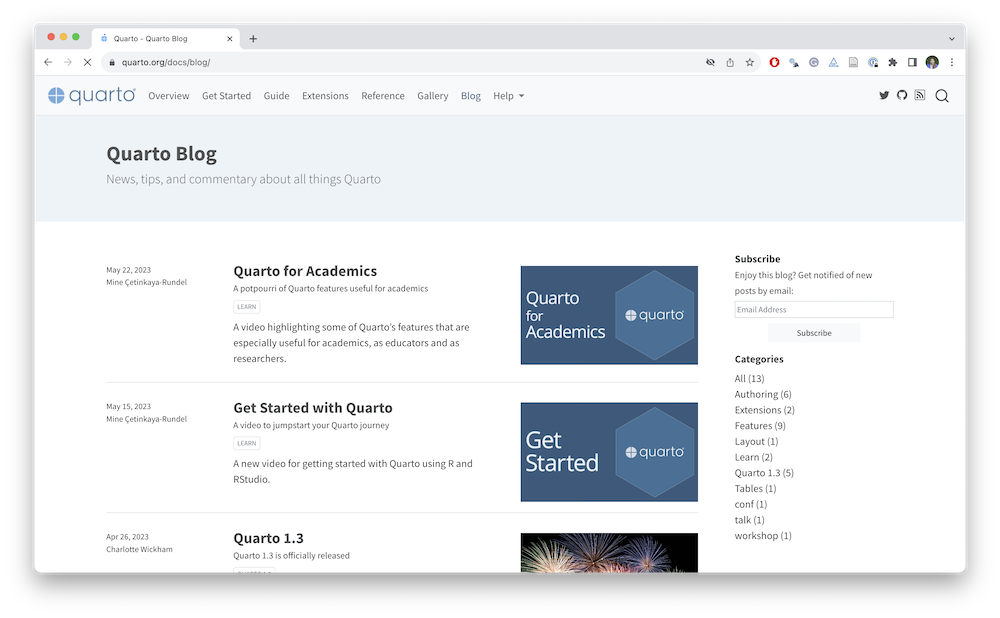 Quarto - Quarto Blog
quarto.org/docs/blog/
quarto
Overview Get Started Guide Extensions Reference Gallery Blog Help
Quarto Blog
News, tips, and commentary about all things Quarto
May 22, 2023
Mine Çetinkaya-Rundel
Quarto for Academics
A potpourri of Quarto features useful for academics
LEARN
A video highlighting some of Quarto's features that are
especially useful for academics, as educators and as
researchers.
Quarto
for
Academics
quarto
May 15, 2023
Mine Çetinkaya-Rundel
Get Started with Quarto
A video to jumpstart your Quarto journey
LEARN
A new video for getting started with Quarto using R and
RStudio.
Get
Started
quarto
Apr 26, 2023
Charlotte Wickham
Quarto 1.3
Quarto 1.3 is officially released
Subscribe
Enjoy this blog? Get notified of new
posts by email:
Email Address
Subscribe
Categories
All (13)
Authoring (6)
Extensions (2)
Features (9)
Layout (1)
Learn (2)
Quarto 1.3 (5)
Tables (1)
conf (1)
talk (1)
workshop (1)